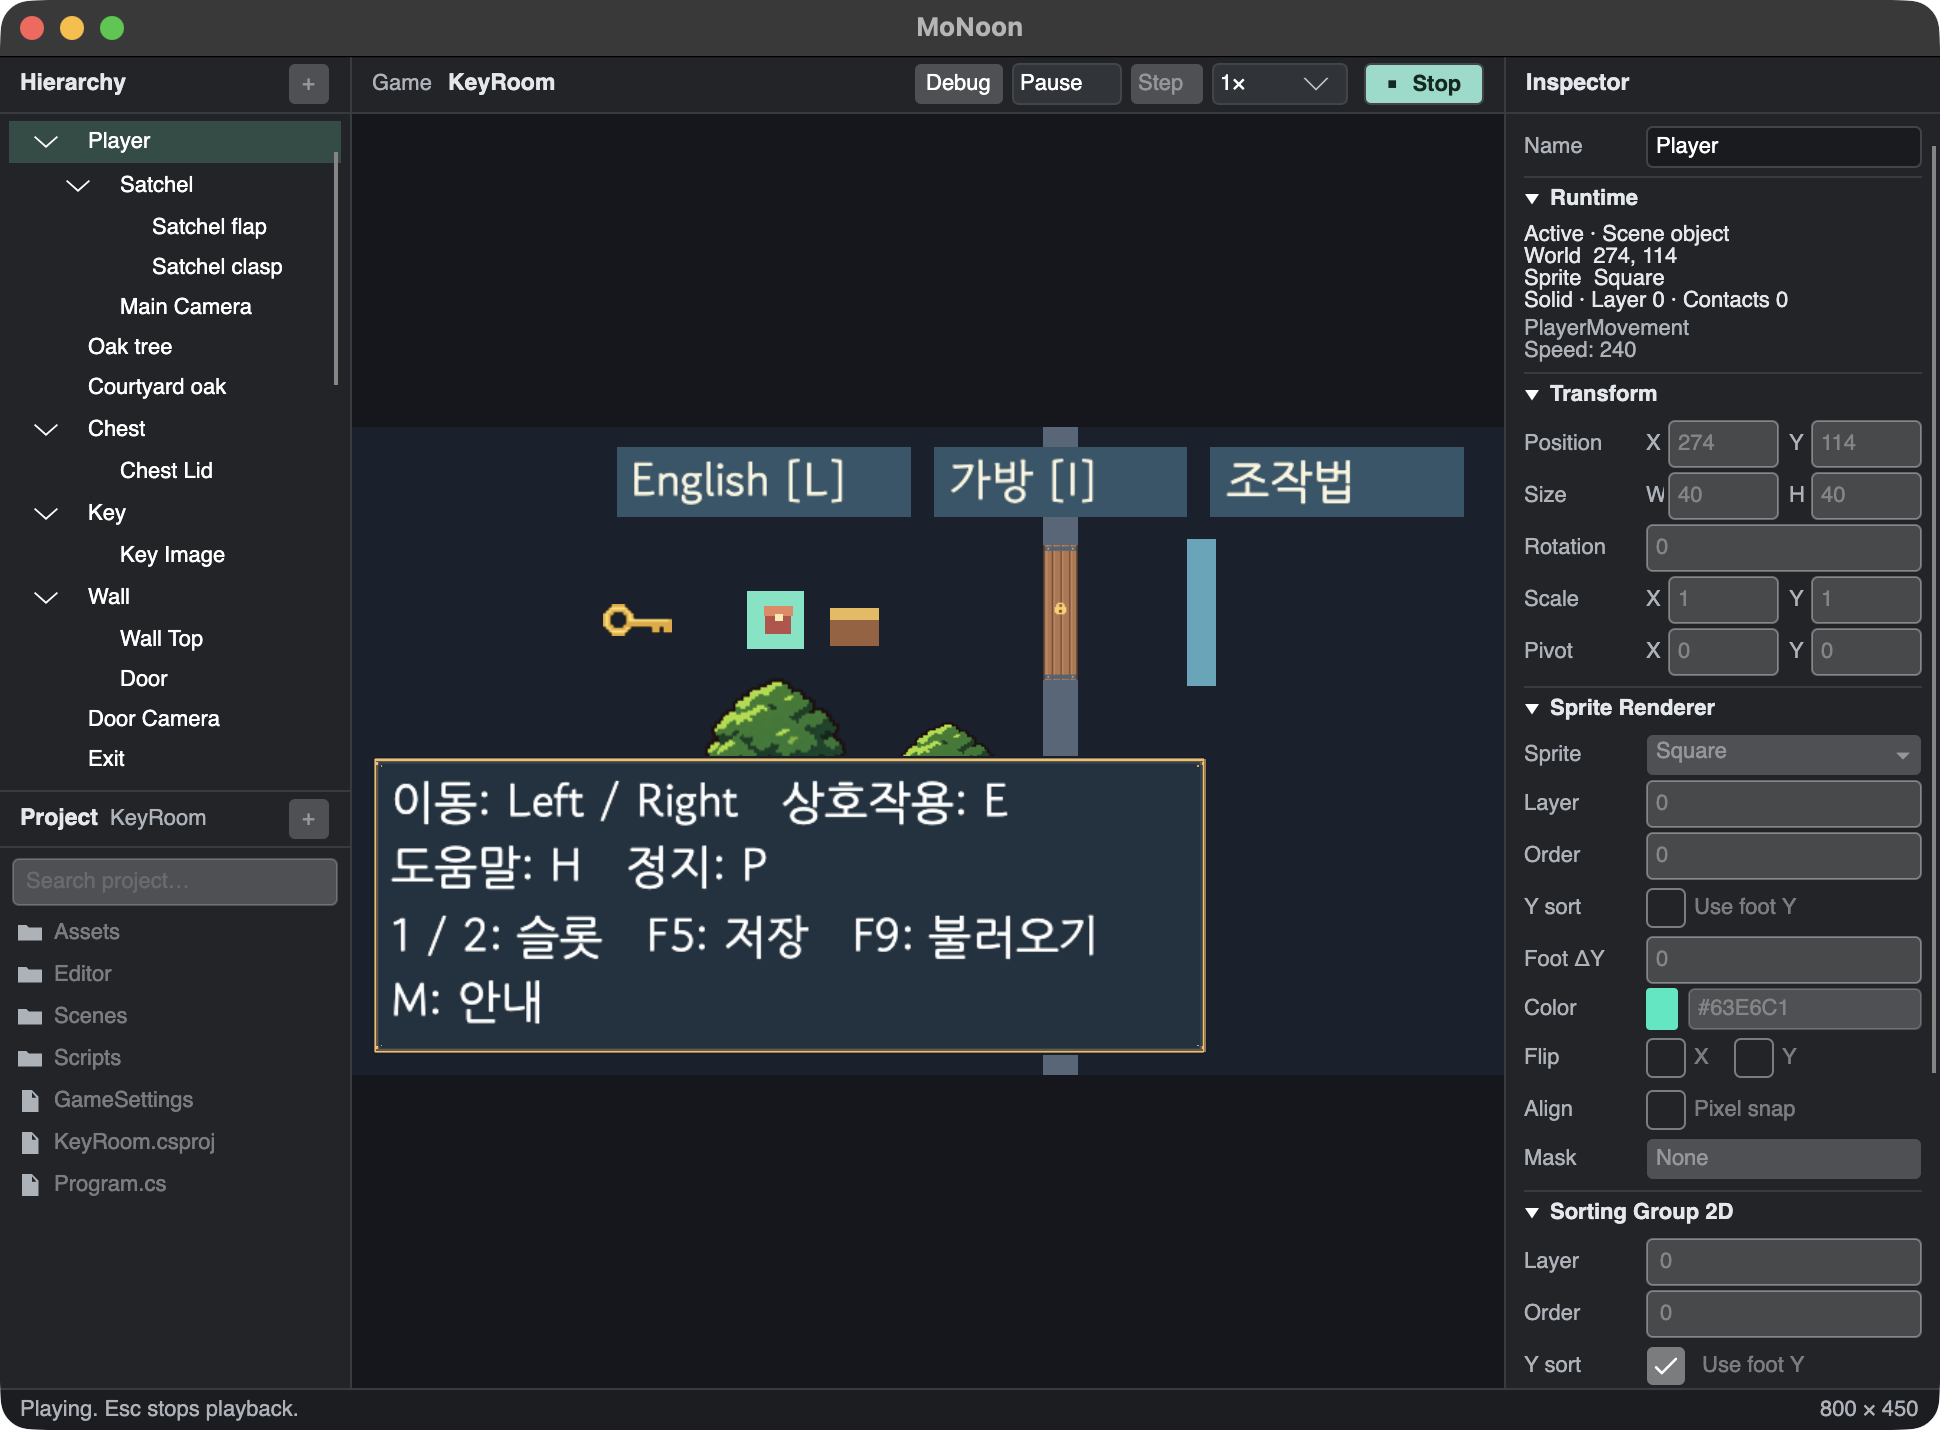 MoNoon
Hierarchy
+
Player
Satchel
Satchel flap
Satchel clasp
Main Camera
Oak tree
Courtyard oak
Chest
Chest Lid
Key
Key Image
Wall
Wall Top
Door
Door Camera
Exit
Project KeyRoom
+
Search project...
Assets
Editor
Scenes
Scripts
GameSettings
KeyRoom.csproj
Program.cs
Game KeyRoom
Debug Pause Step 1× Stop
English [L] 가방 [I] 조작법
이동: Left / Right 상호작용: E
도움말: H 정지: P
1 / 2: 슬롯 F5: 저장 F9: 불러오기
M: 안내
Inspector
Name Player
Runtime
Active · Scene object
World 274, 114
Sprite Square
Solid · Layer 0 · Contacts 0
PlayerMovement
Speed: 240
Transform
Position X 274 Y 114
Size W 40 H 40
Rotation 0
Scale X 1 Y 1
Pivot X 0 Y 0
Sprite Renderer
Sprite Square
Layer 0
Order 0
Y sort Use foot Y
Foot ΔY 0
Color #63E6C1
Flip X Y
Align Pixel snap
Mask None
Sorting Group 2D
Layer 0
Order 0
Y sort Use foot Y
Playing. Esc stops playback.
800 × 450